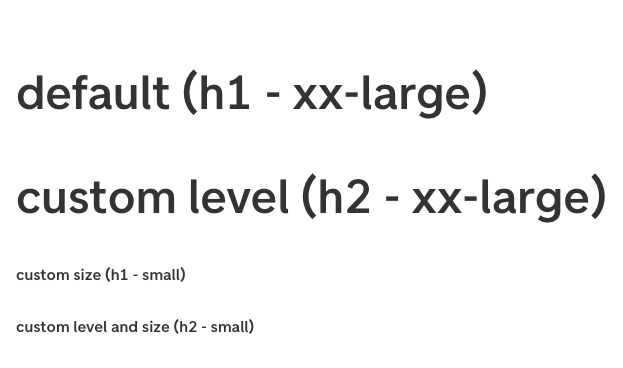 default (h1 - xx-large)
custom level (h2 - xx-large)
custom size (h1 - small)
custom level and size (h2 - small)